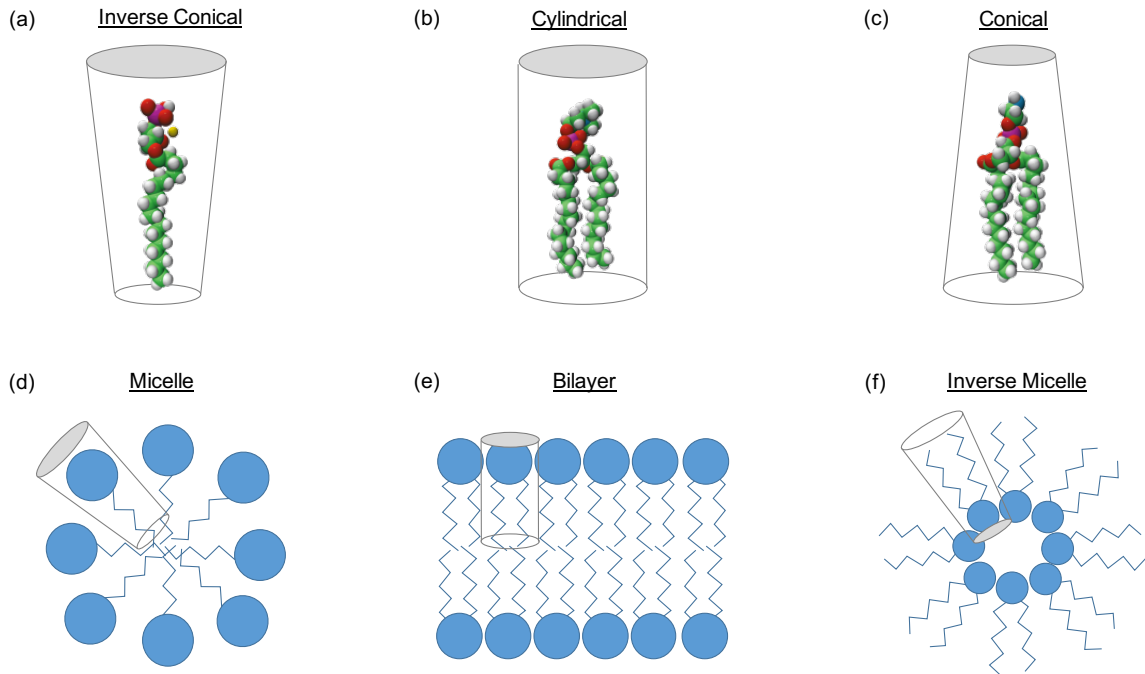 (a) Inverse Conical
(b) Cylindrical
(c) Conical
(d) Micelle
(e) Bilayer
(f) Inverse Micelle